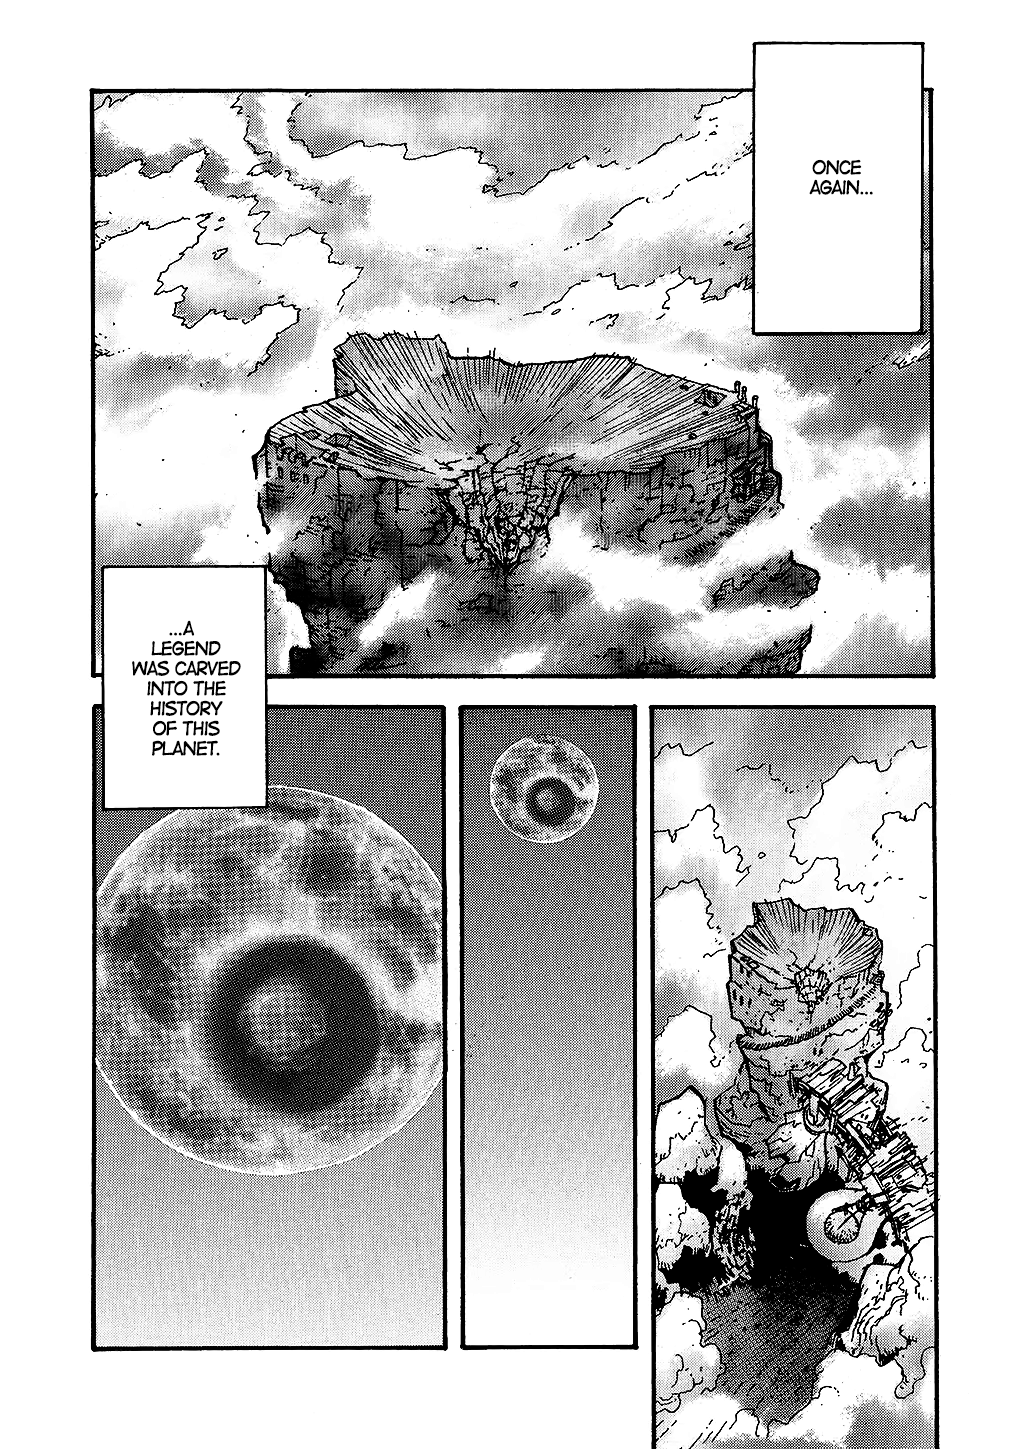 ONCE
AGAIN...
...A
LEGEND
WAS CARVED
INTO THE
HISTORY
OF THIS
PLANET.